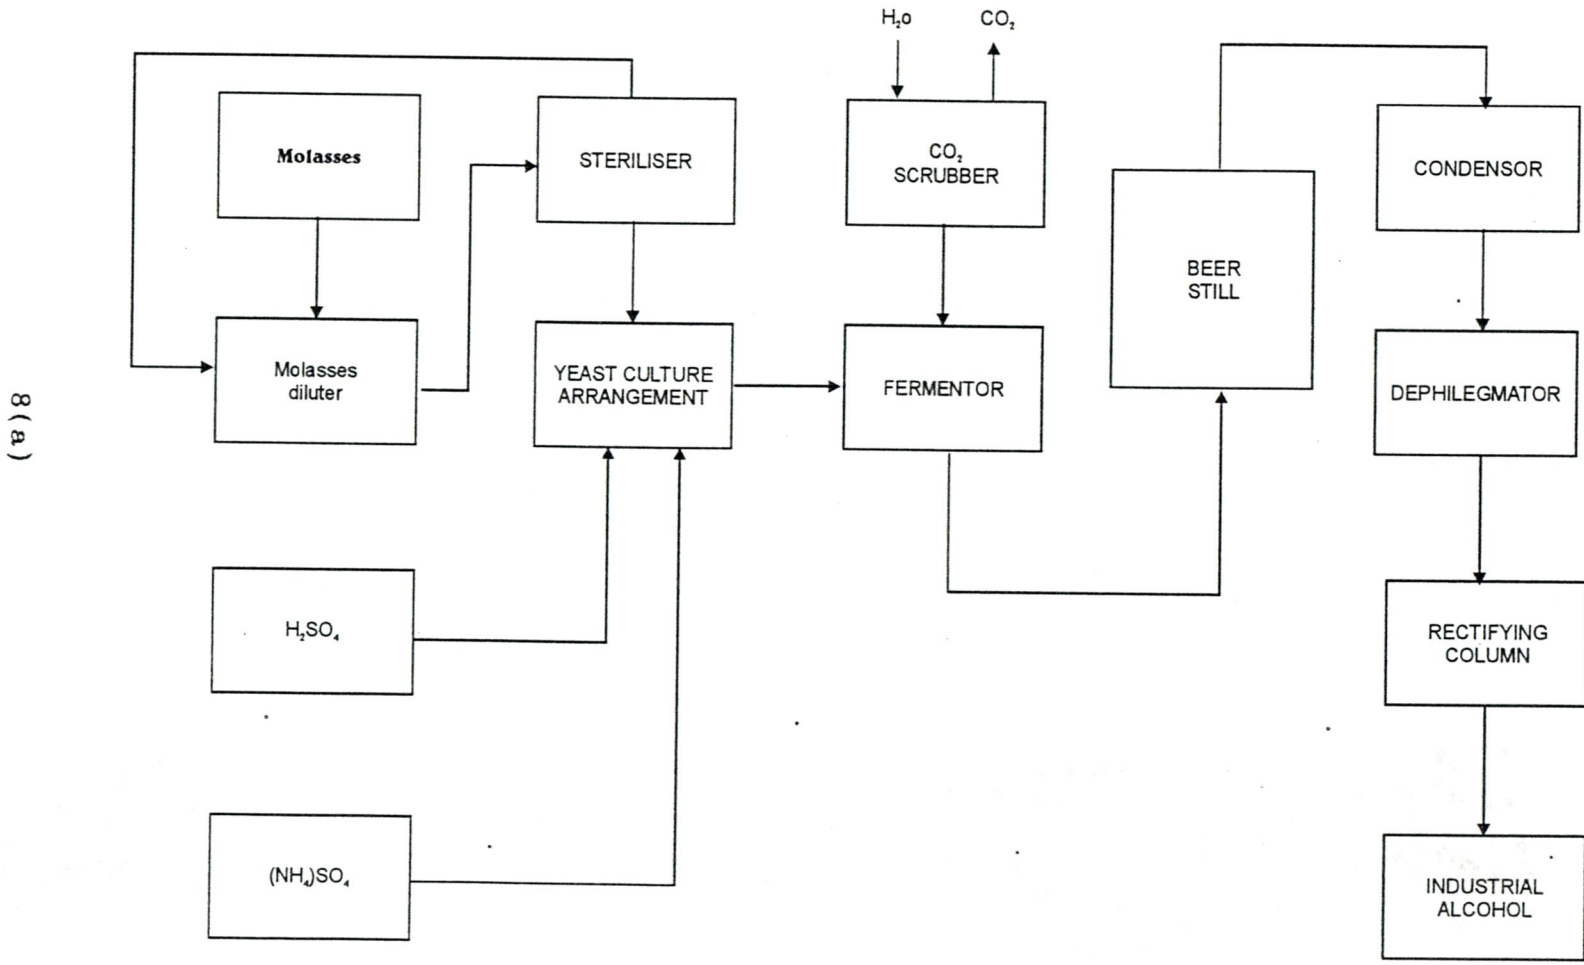 H₂o
CO₂
Molasses
STERILISER
CO₂
SCRUBBER
CONDENSOR
BEER
STILL
Molasses
diluter
YEAST CULTURE
ARRANGEMENT
FERMENTOR
DEPHILEGMATOR
8(a)
H₂SO₄
RECTIFYING
COLUMN
(NH₄)SO₄
INDUSTRIAL
ALCOHOL